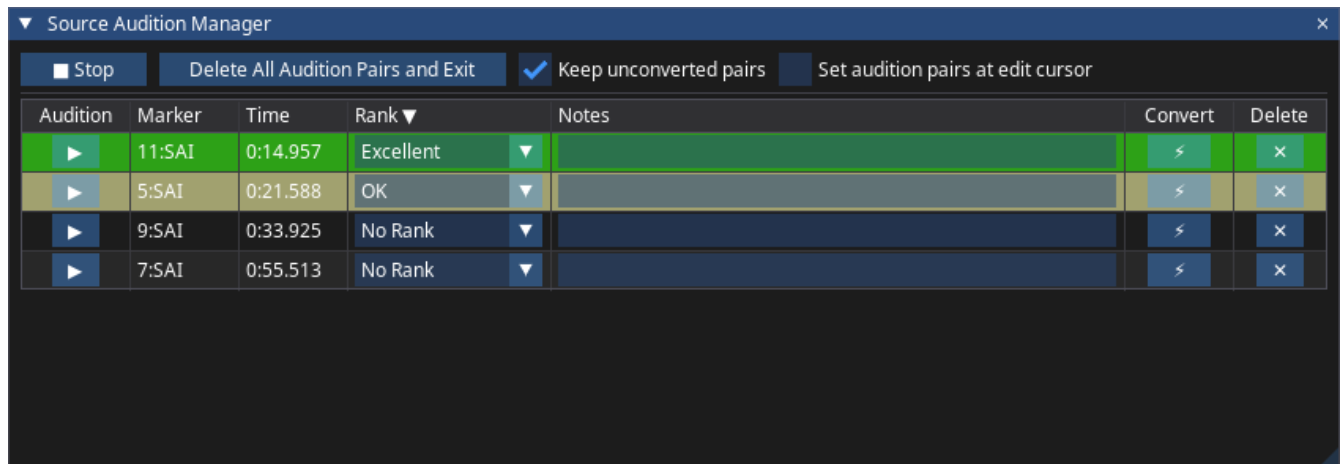 ▼ Source Audition Manager ×
■ Stop Delete All Audition Pairs and Exit Keep unconverted pairs Set audition pairs at edit cursor
Audition Marker Time Rank ▼ Notes Convert Delete
▶ 11:SAI 0:14.957 Excellent ▼ ⚡ ×
▶ 5:SAI 0:21.588 OK ▼ ⚡ ×
▶ 9:SAI 0:33.925 No Rank ▼ ⚡ ×
▶ 7:SAI 0:55.513 No Rank ▼ ⚡ ×